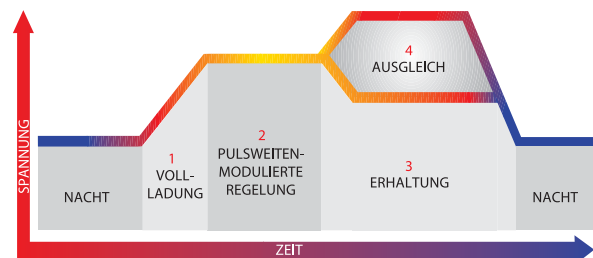 SPANNUNG
NACHT
1
VOLL-
LADUNG
2
PULSWEITEN-
MODULIERTE
REGELUNG
4
AUSGLEICH
3
ERHALTUNG
NACHT
ZEIT